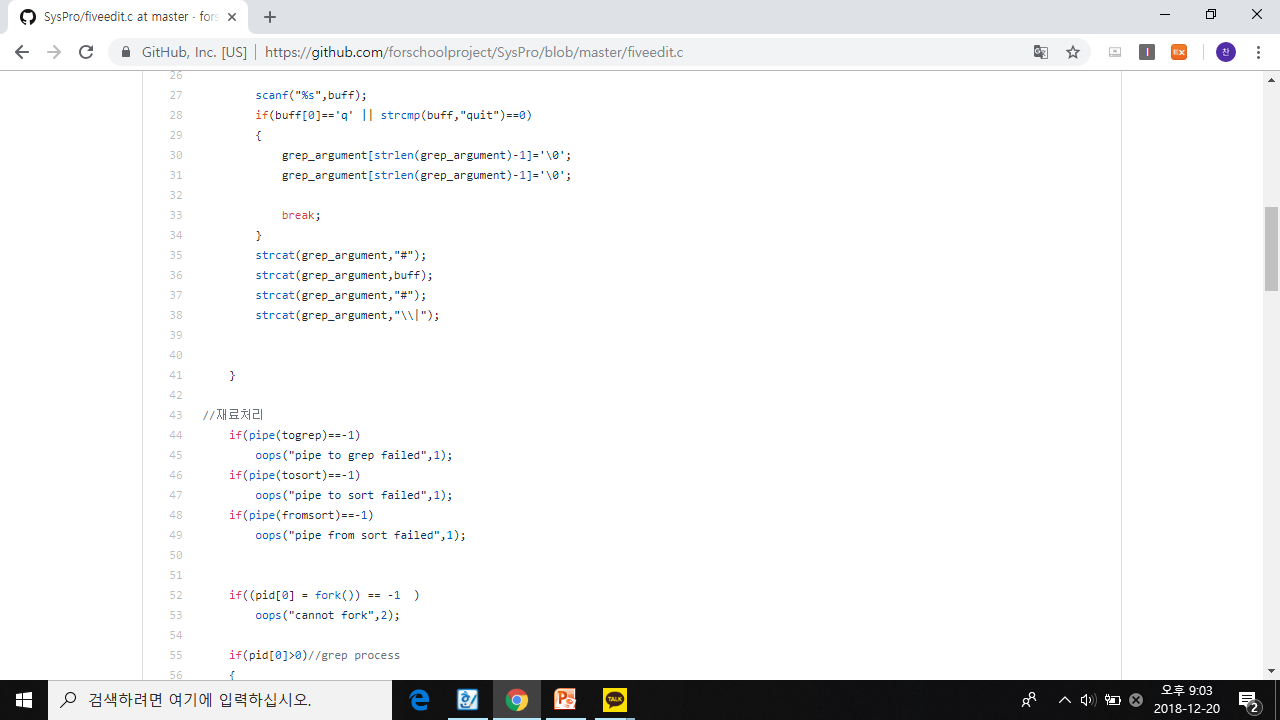 SysPro/fiveedit.c at master · fors
GitHub, Inc. [US] | https://github.com/forschoolproject/SysPro/blob/master/fiveedit.c
찬
26
27 scanf("%s",buff);
28 if(buff[0]=='q' || strcmp(buff,"quit")==0)
29 {
30 grep_argument[strlen(grep_argument)-1]='\0';
31 grep_argument[strlen(grep_argument)-1]='\0';
32
33 break;
34 }
35 strcat(grep_argument,"#");
36 strcat(grep_argument,buff);
37 strcat(grep_argument,"#");
38 strcat(grep_argument,"\\|");
39
40
41 }
42
43 //재료처리
44 if(pipe(togrep)==-1)
45 oops("pipe to grep failed",1);
46 if(pipe(tosort)==-1)
47 oops("pipe to sort failed",1);
48 if(pipe(fromsort)==-1)
49 oops("pipe from sort failed",1);
50
51
52 if((pid[0] = fork()) == -1  )
53 oops("cannot fork",2);
54
55 if(pid[0]>0)//grep process
56 {
검색하려면 여기에 입력하십시오.
TALK
오후 9:03
2018-12-20
2